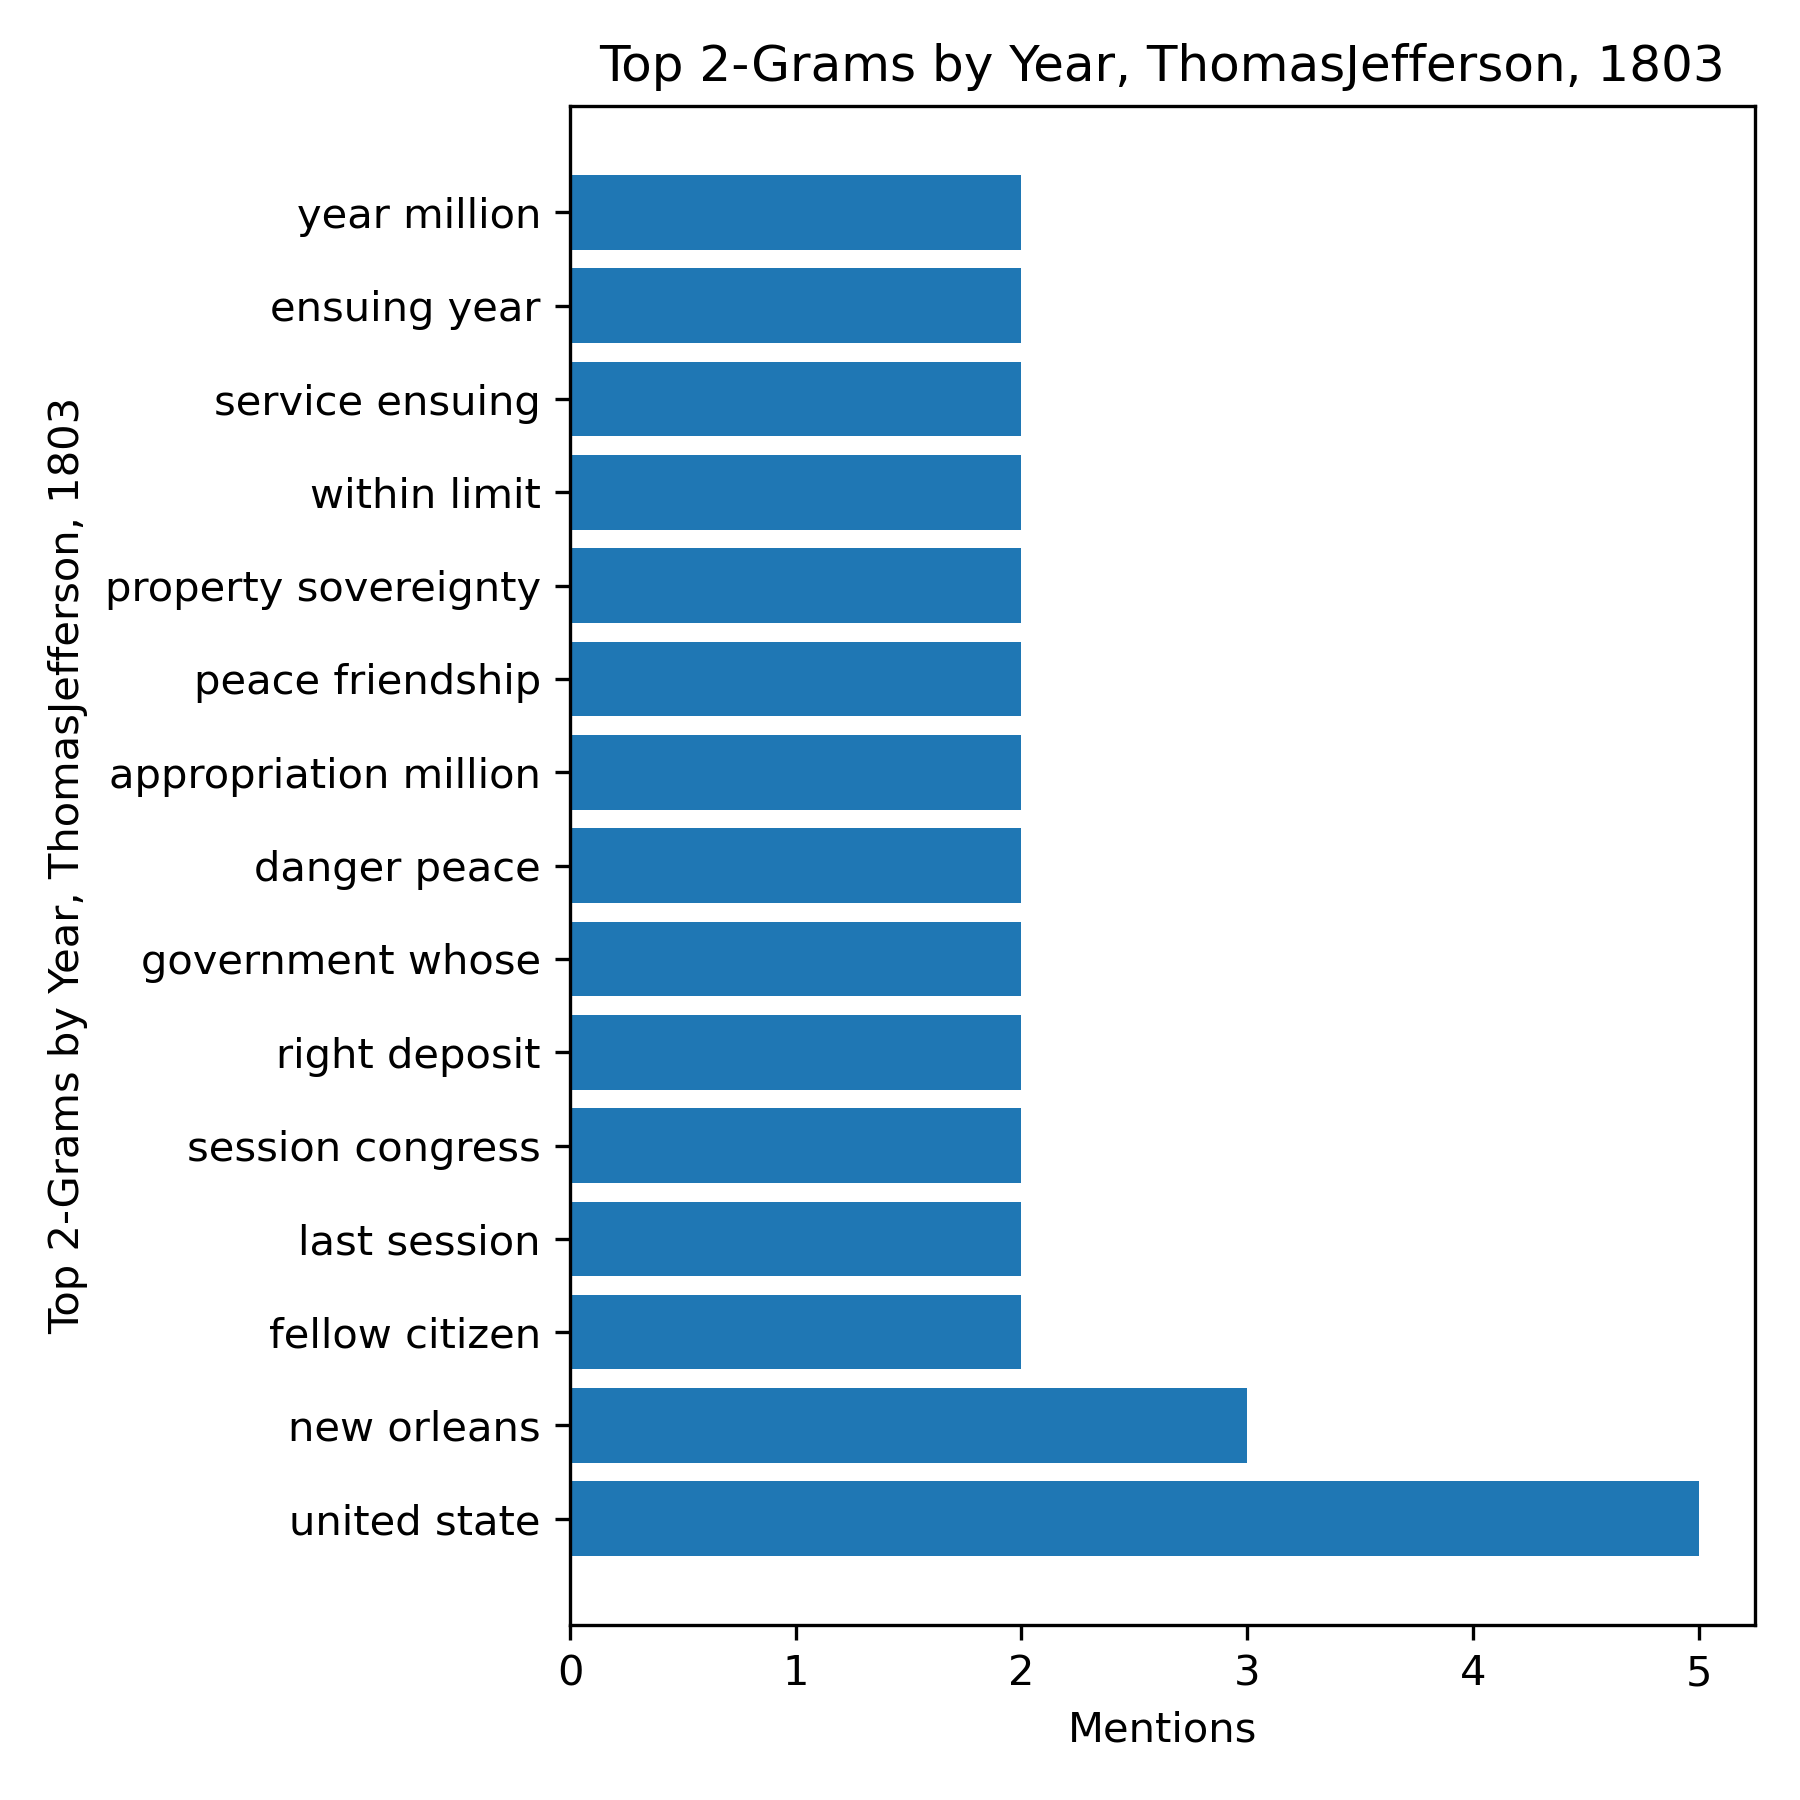 Top 2-Grams by Year, ThomasJefferson, 1803
Top 2-Grams by Year, ThomasJefferson, 1803
year million
ensuing year
service ensuing
within limit
property sovereignty
peace friendship
appropriation million
danger peace
government whose
right deposit
session congress
last session
fellow citizen
new orleans
united state
0 1 2 3 4 5
Mentions